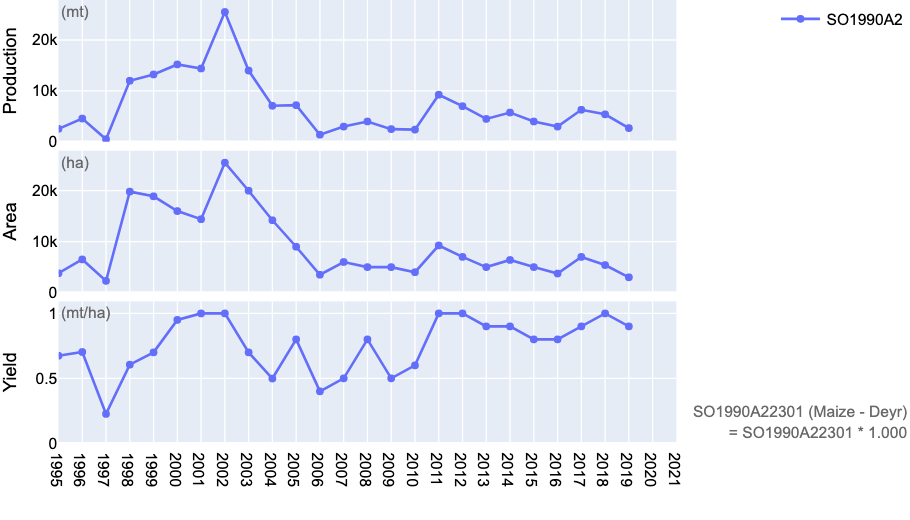 (mt)
SO1990A2
Production
20k
10k
0
(ha)
Area
20k
10k
0
(mt/ha)
Yield
1
0.5
0
SO1990A22301 (Maize - Deyr)
= SO1990A22301 * 1.000
1995 1996 1997 1998 1999 2000 2001 2002 2003 2004 2005 2006 2007 2008 2009 2010 2011 2012 2013 2014 2015 2016 2017 2018 2019 2020 2021